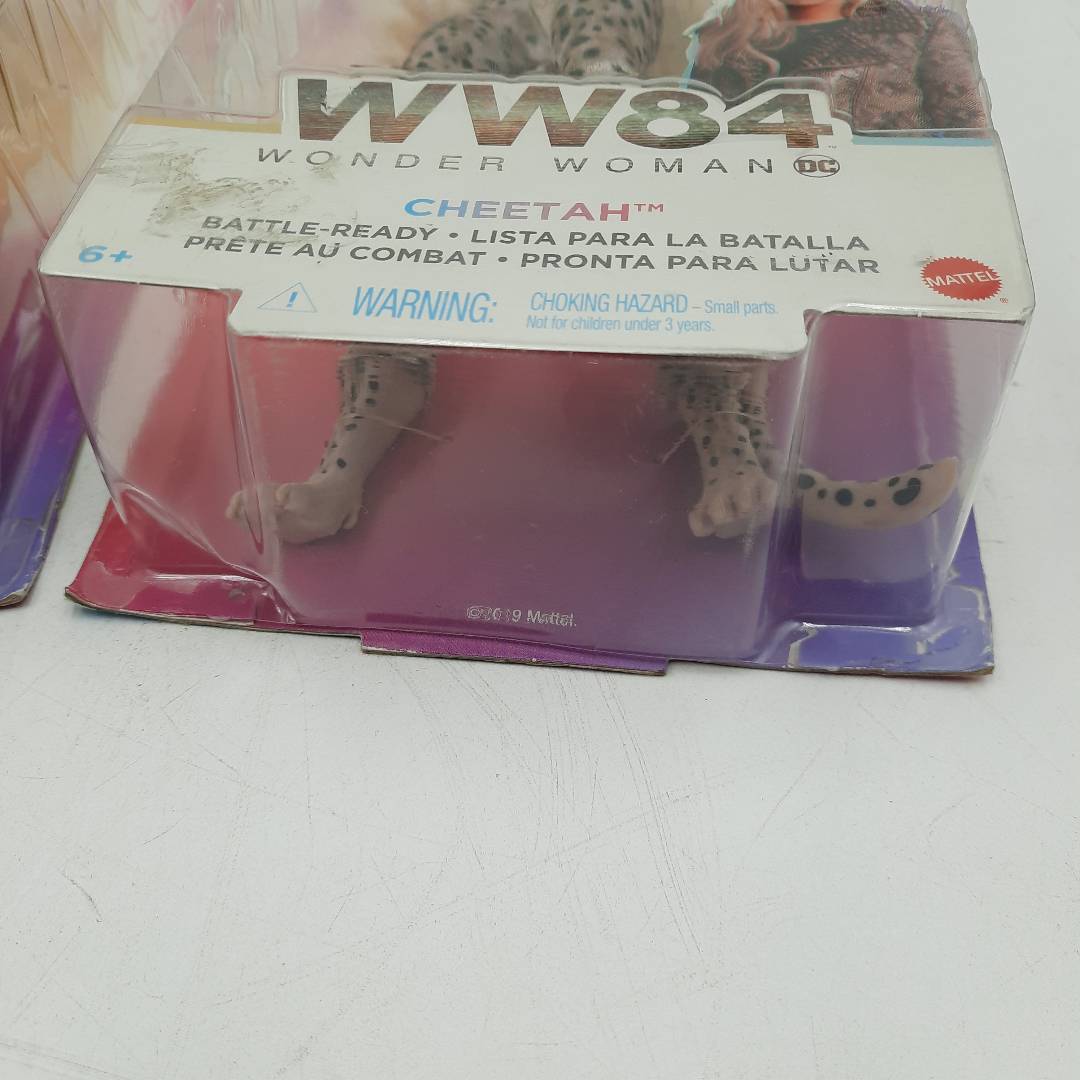 WW84™
WONDER WOMAN DC
CHEETAH™
BATTLE-READY • LISTA PARA LA BATALLA
PRÊTE AU COMBAT • PRONTA PARA LUTAR
6+
MATTEL®
WARNING: CHOKING HAZARD – Small parts.
Not for children under 3 years.
©2019 Mattel.